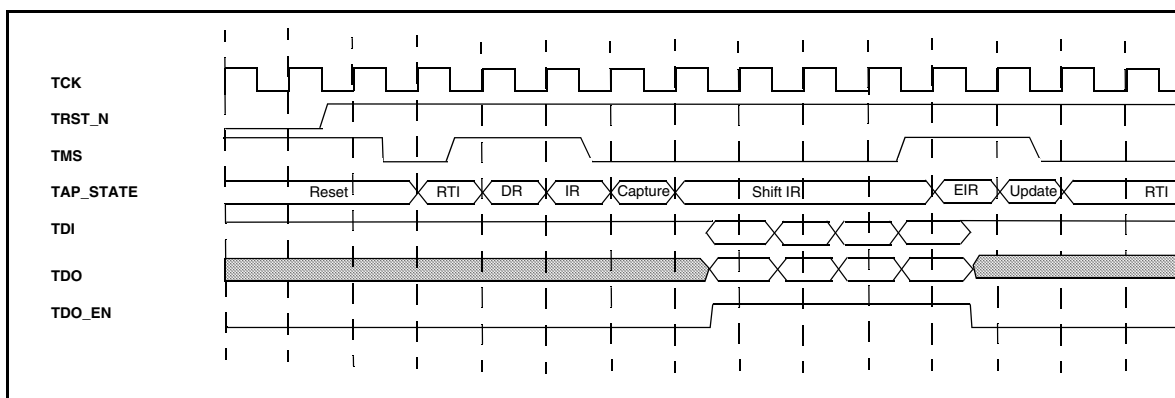 TCK
TRST_N
TMS
TAP_STATE Reset RTI DR IR Capture Shift IR EIR Update RTI
TDI
TDO
TDO_EN